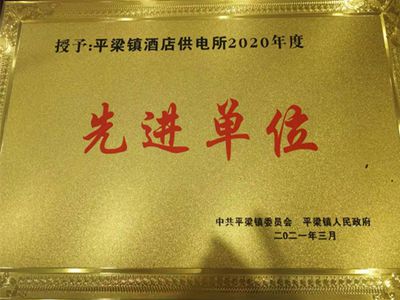 授予:平梁镇酒店供电所2020年度
先进单位
中共平梁镇委员会 平梁镇人民政府
二〇二一年三月